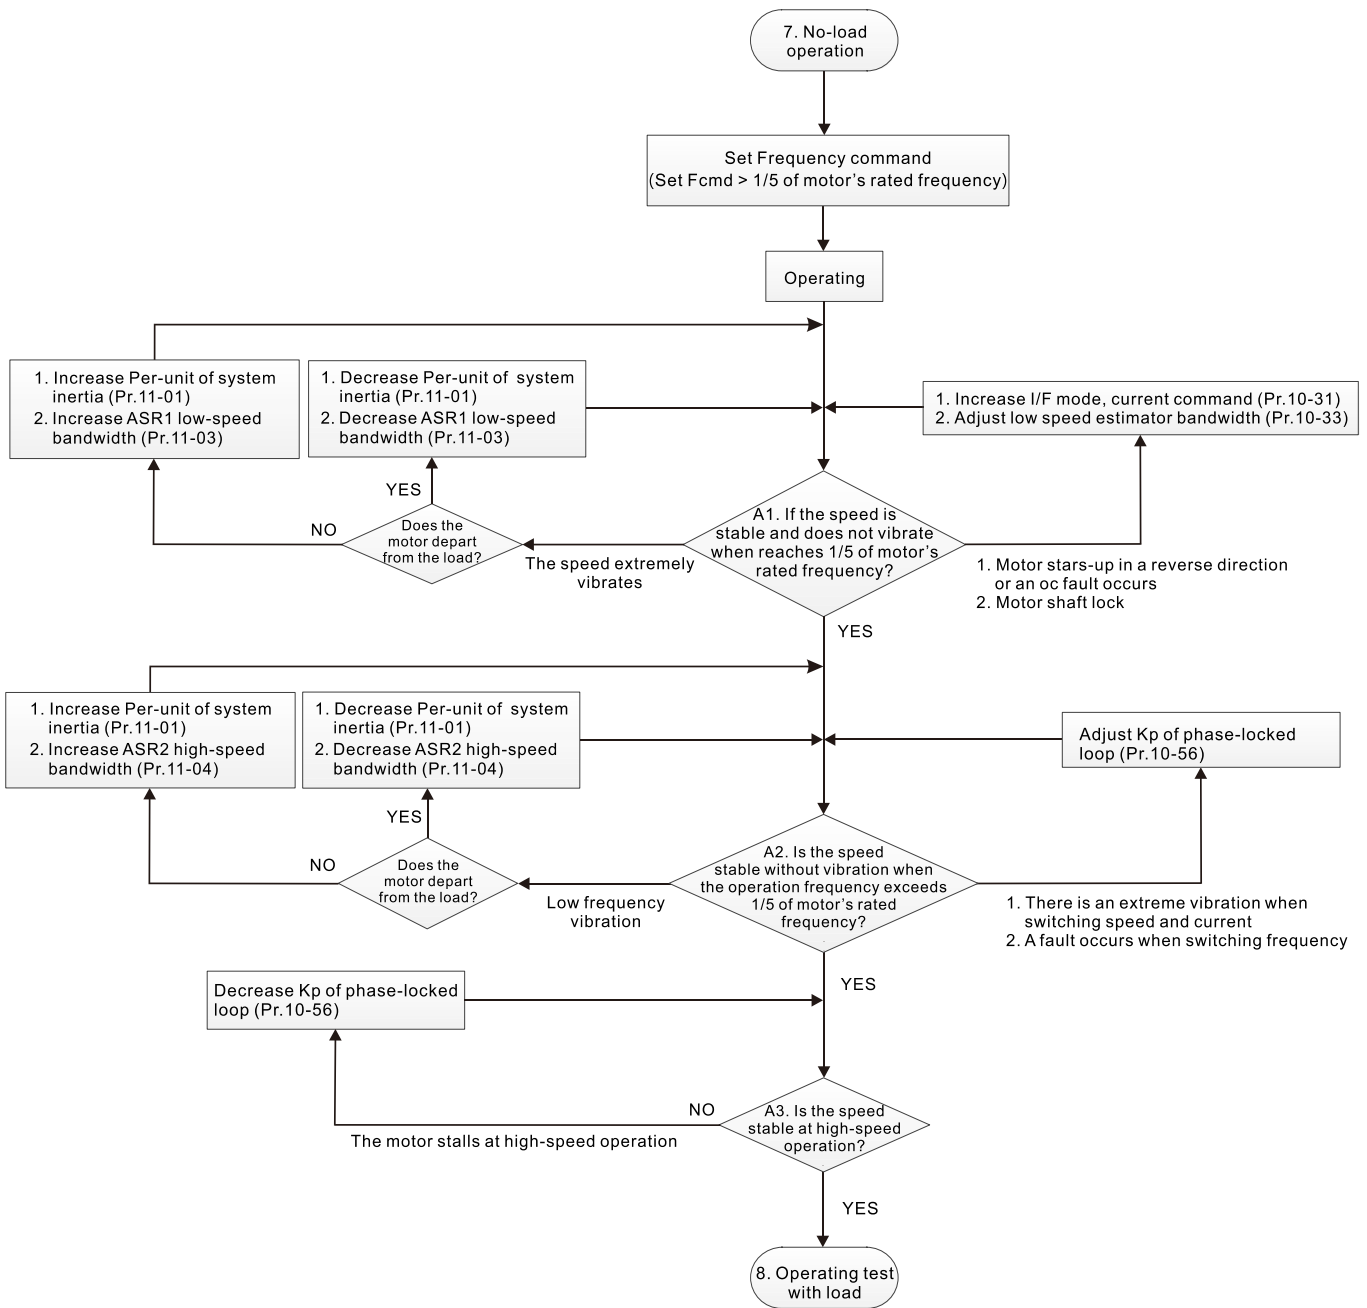 7. No-load
operation
Set Frequency command
(Set Fcmd > 1/5 of motor's rated frequency)
Operating
1. Increase Per-unit of system
inertia (Pr.11-01)
2. Increase ASR1 low-speed
bandwidth (Pr.11-03)
1. Decrease Per-unit of system
inertia (Pr.11-01)
2. Decrease ASR1 low-speed
bandwidth (Pr.11-03)
1. Increase I/F mode, current command (Pr.10-31)
2. Adjust low speed estimator bandwidth (Pr.10-33)
YES
NO
Does the
motor depart
from the load?
The speed extremely
vibrates
A1. If the speed is
stable and does not vibrate
when reaches 1/5 of motor's
rated frequency?
1. Motor stars-up in a reverse direction
or an oc fault occurs
2. Motor shaft lock
YES
1. Increase Per-unit of system
inertia (Pr.11-01)
2. Increase ASR2 high-speed
bandwidth (Pr.11-04)
1. Decrease Per-unit of system
inertia (Pr.11-01)
2. Decrease ASR2 high-speed
bandwidth (Pr.11-04)
Adjust Kp of phase-locked
loop (Pr.10-56)
YES
NO
Does the
motor depart
from the load?
Low frequency
vibration
A2. Is the speed
stable without vibration when
the operation frequency exceeds
1/5 of motor's rated
frequency?
1. There is an extreme vibration when
switching speed and current
2. A fault occurs when switching frequency
YES
Decrease Kp of phase-locked
loop (Pr.10-56)
NO
The motor stalls at high-speed operation
A3. Is the speed
stable at high-speed
operation?
YES
8. Operating test
with load